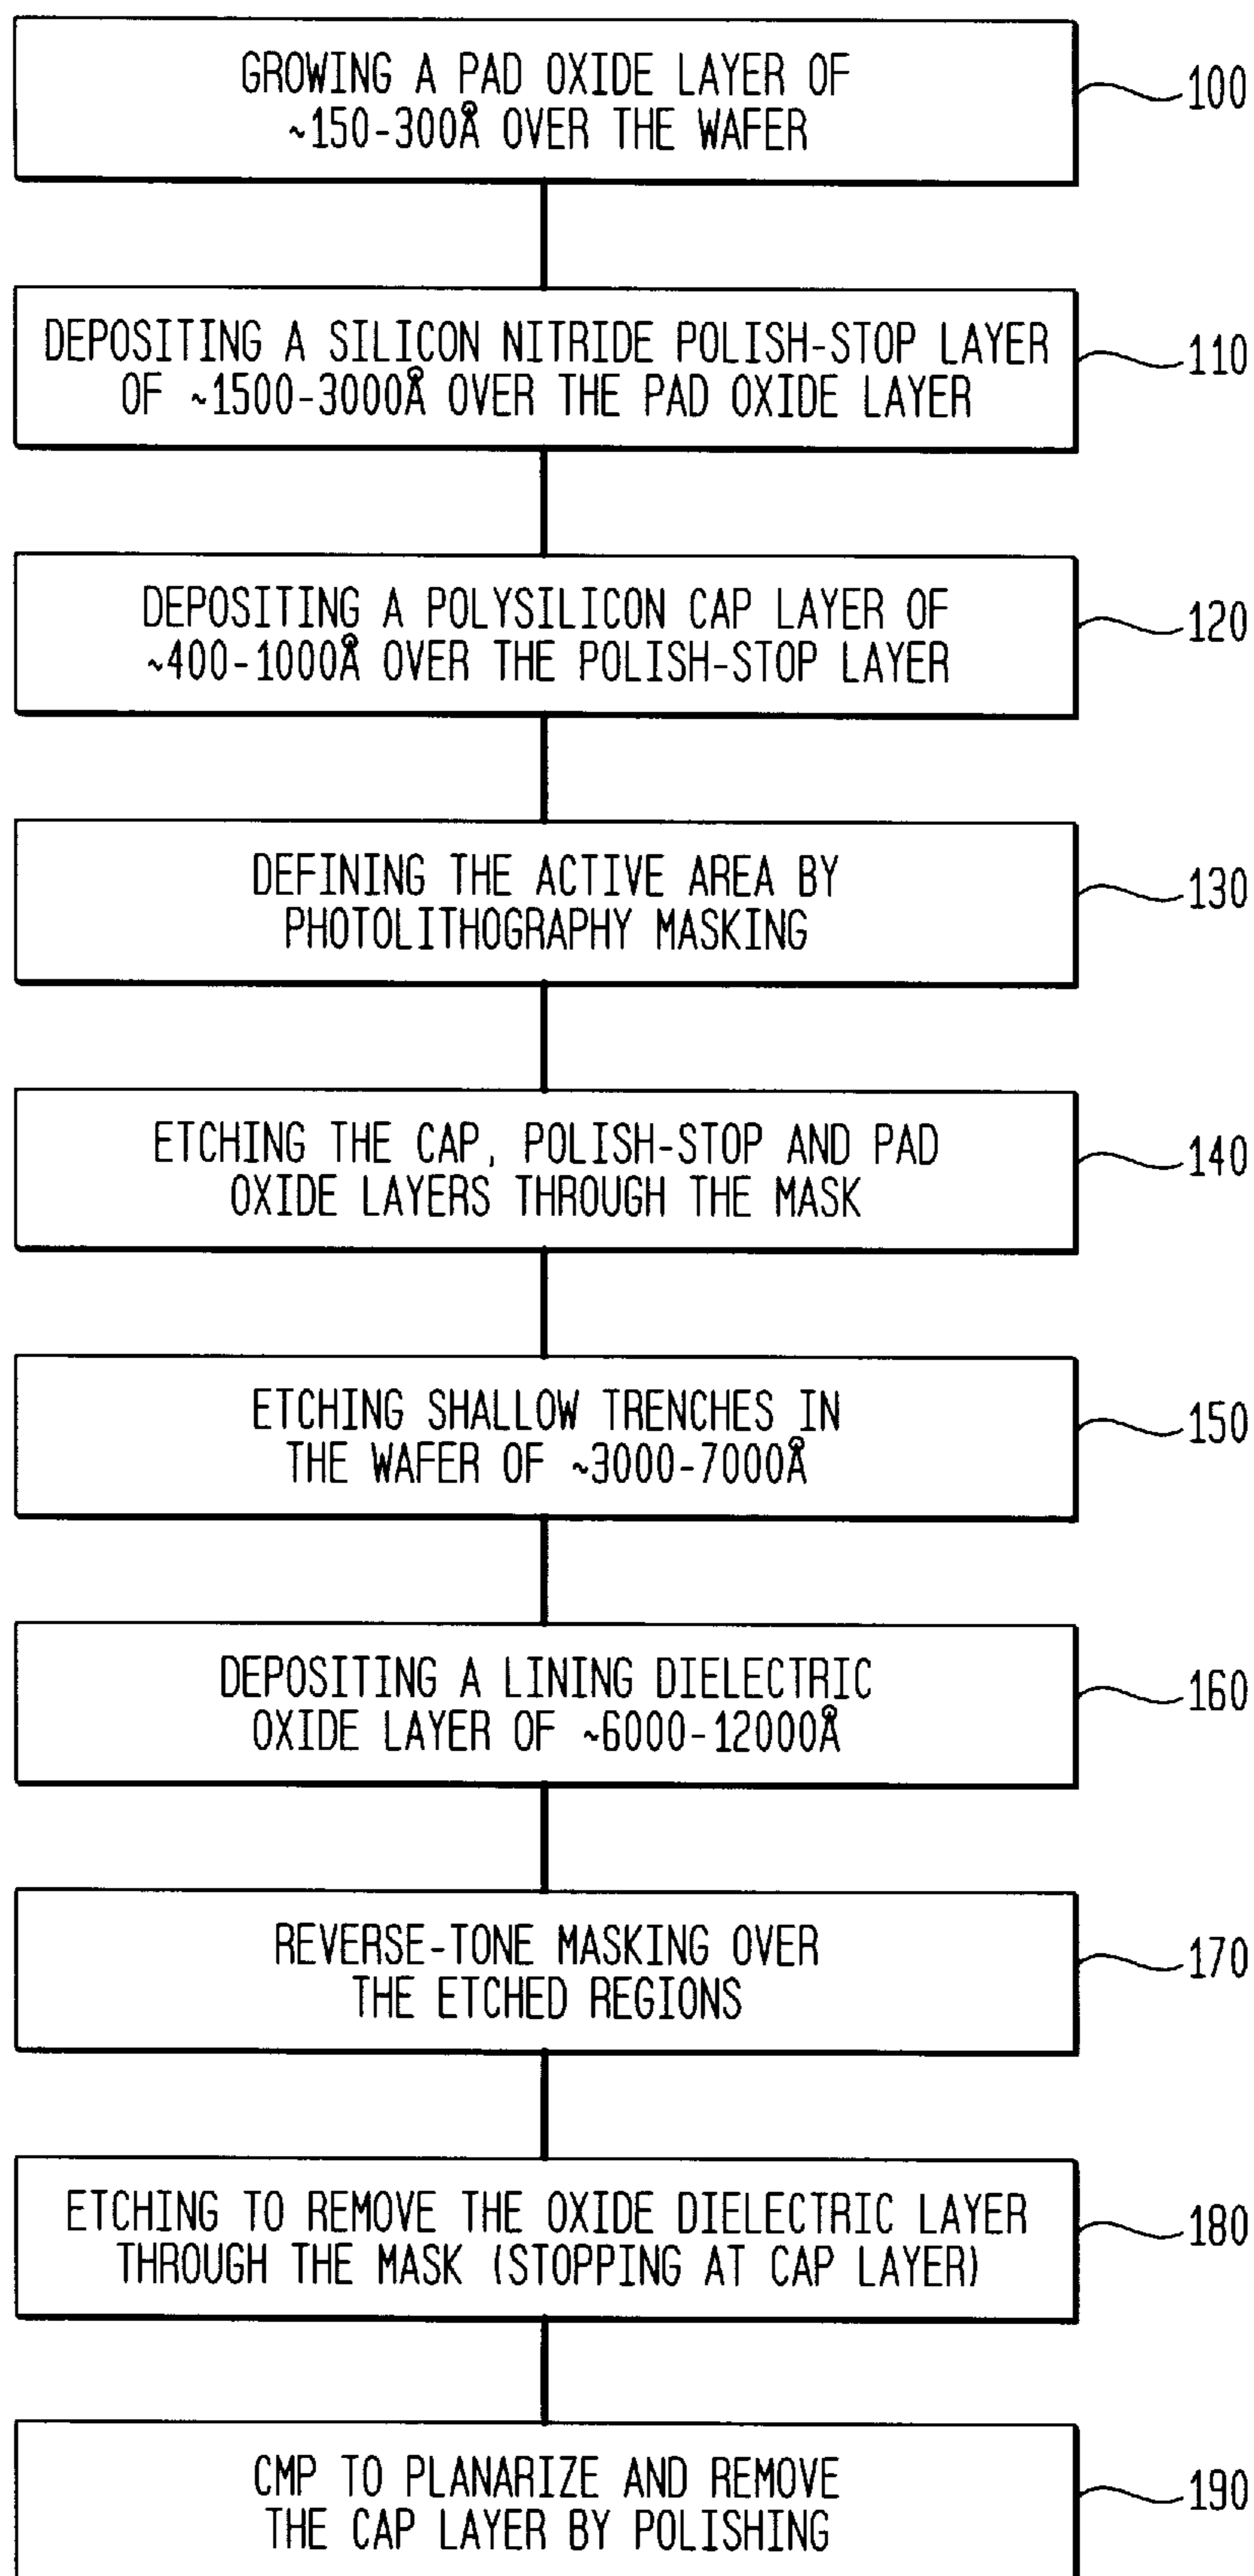 GROWING A PAD OXIDE LAYER OF
~150-300Å OVER THE WAFER
100
DEPOSITING A SILICON NITRIDE POLISH-STOP LAYER
OF ~1500-3000Å OVER THE PAD OXIDE LAYER
110
DEPOSITING A POLYSILICON CAP LAYER OF
~400-1000Å OVER THE POLISH-STOP LAYER
120
DEFINING THE ACTIVE AREA BY
PHOTOLITHOGRAPHY MASKING
130
ETCHING THE CAP, POLISH-STOP AND PAD
OXIDE LAYERS THROUGH THE MASK
140
ETCHING SHALLOW TRENCHES IN
THE WAFER OF ~3000-7000Å
150
DEPOSITING A LINING DIELECTRIC
OXIDE LAYER OF ~6000-12000Å
160
REVERSE-TONE MASKING OVER
THE ETCHED REGIONS
170
ETCHING TO REMOVE THE OXIDE DIELECTRIC LAYER
THROUGH THE MASK (STOPPING AT CAP LAYER)
180
CMP TO PLANARIZE AND REMOVE
THE CAP LAYER BY POLISHING
190